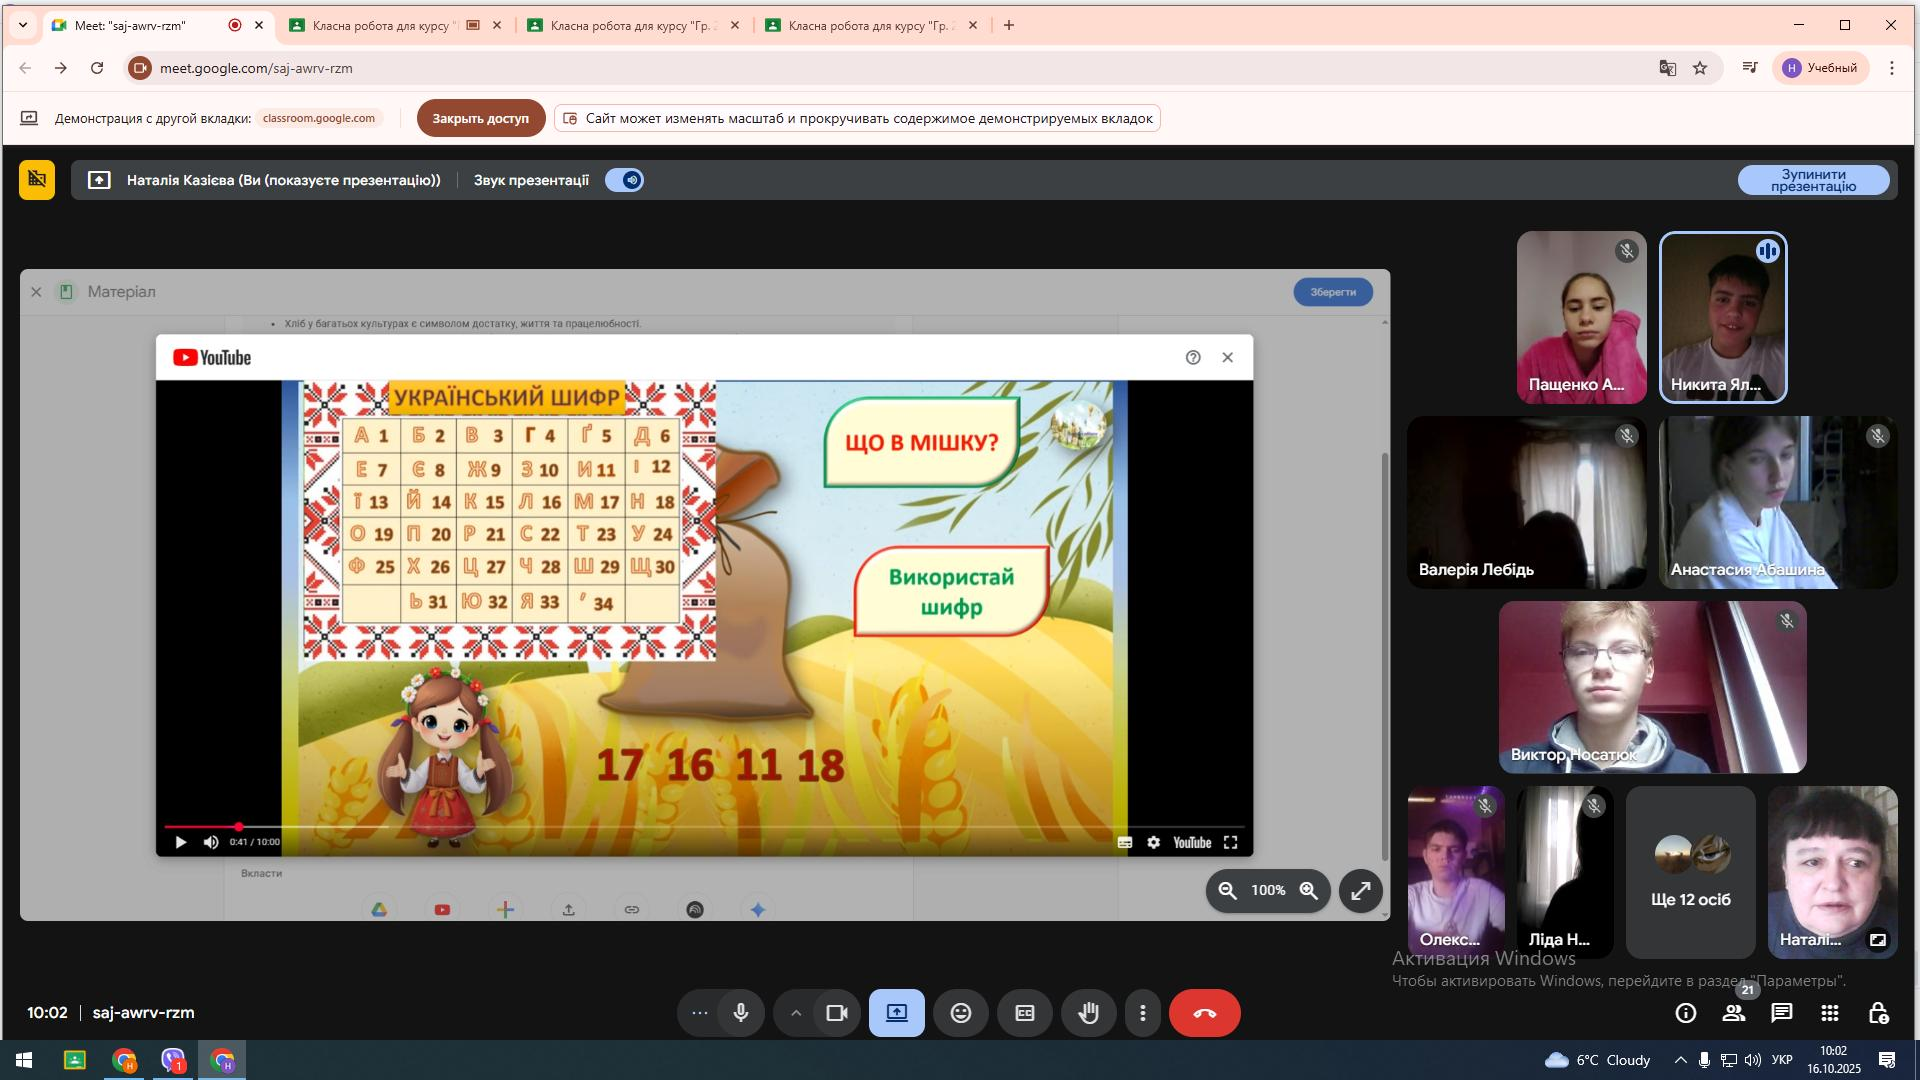 Meet: "saj-awrv-rzm"
Класна робота для курсу "
Класна робота для курсу "Гр. 2
Класна робота для курсу "Гр. 2
meet.google.com/saj-awrv-rzm
Н Учебный
Демонстрация с другой вкладки: classroom.google.com
Закрыть доступ
Сайт может изменять масштаб и прокручивать содержимое демонстрируемых вкладок
Наталія Казієва (Ви (показуєте презентацію))
Звук презентації
Зупинити
презентацію
Матеріал
Зберегти
• Хліб у багатьох культурах є символом достатку, життя та працелюбності.
YouTube
УКРАЇНСЬКИЙ ШИФР
А 1 Б 2 В 3 Г 4 Ґ 5 Д 6
Е 7 Є 8 Ж 9 З 10 И 11 І 12
Ї 13 Й 14 К 15 Л 16 М 17 Н 18
О 19 П 20 Р 21 С 22 Т 23 У 24
Ф 25 Х 26 Ц 27 Ч 28 Ш 29 Щ 30
Ь 31 Ю 32 Я 33 ’ 34
ЩО В МІШКУ?
Використай
шифр
17 16 11 18
0:41 / 10:00
YouTube
Вкласти
100%
Пащенко А...
Никита Ял...
Валерія Лебідь
Анастасия Абашина
Виктор Носатюк
Олекс...
Ліда Н...
Ще 12 осіб
Наталі...
Активация Windows
Чтобы активировать Windows, перейдите в раздел "Параметры".
10:02 | saj-awrv-rzm
21
1
6°C Cloudy
УКР
10:02
16.10.2025